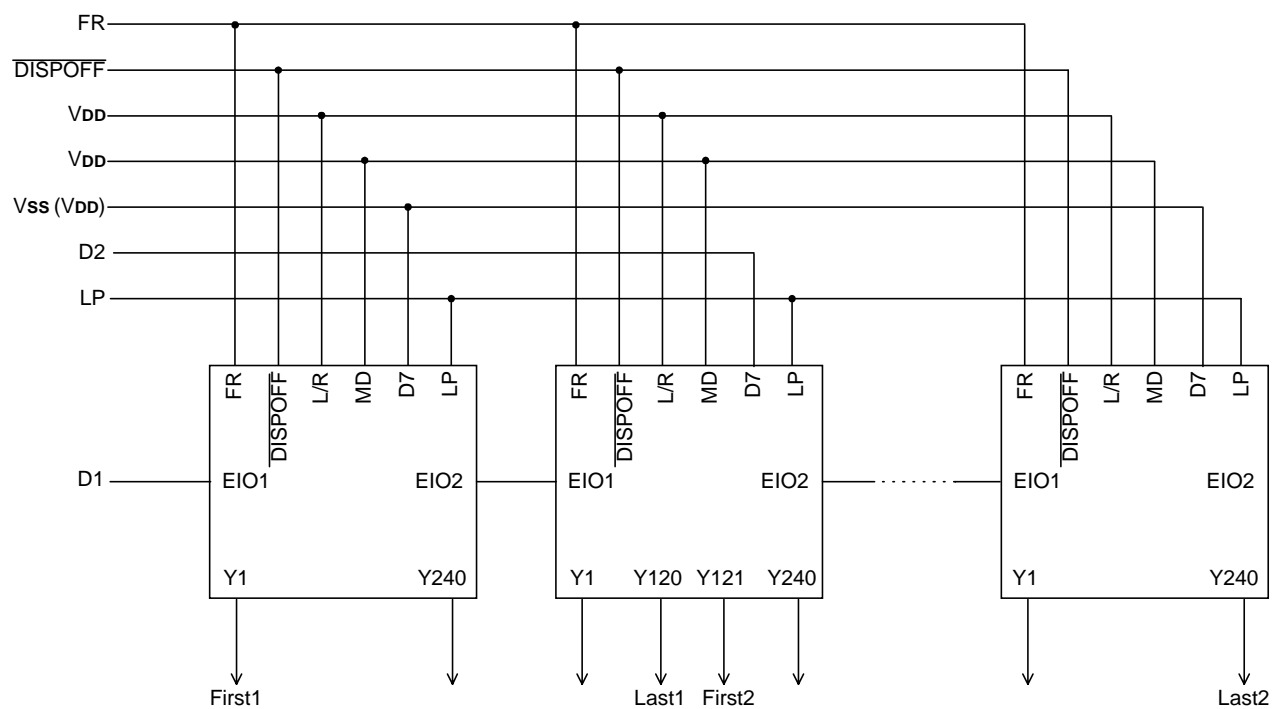 FR
DISPOFF
VDD
VDD
VSS (VDD)
D2
LP
FR
DISPOFF
L/R
MD
D7
LP
FR
DISPOFF
L/R
MD
D7
LP
FR
DISPOFF
L/R
MD
D7
LP
D1
EIO1
EIO2
EIO1
EIO2
EIO1
EIO2
Y1
Y240
Y1
Y120
Y121
Y240
Y1
Y240
First1
Last1
First2
Last2